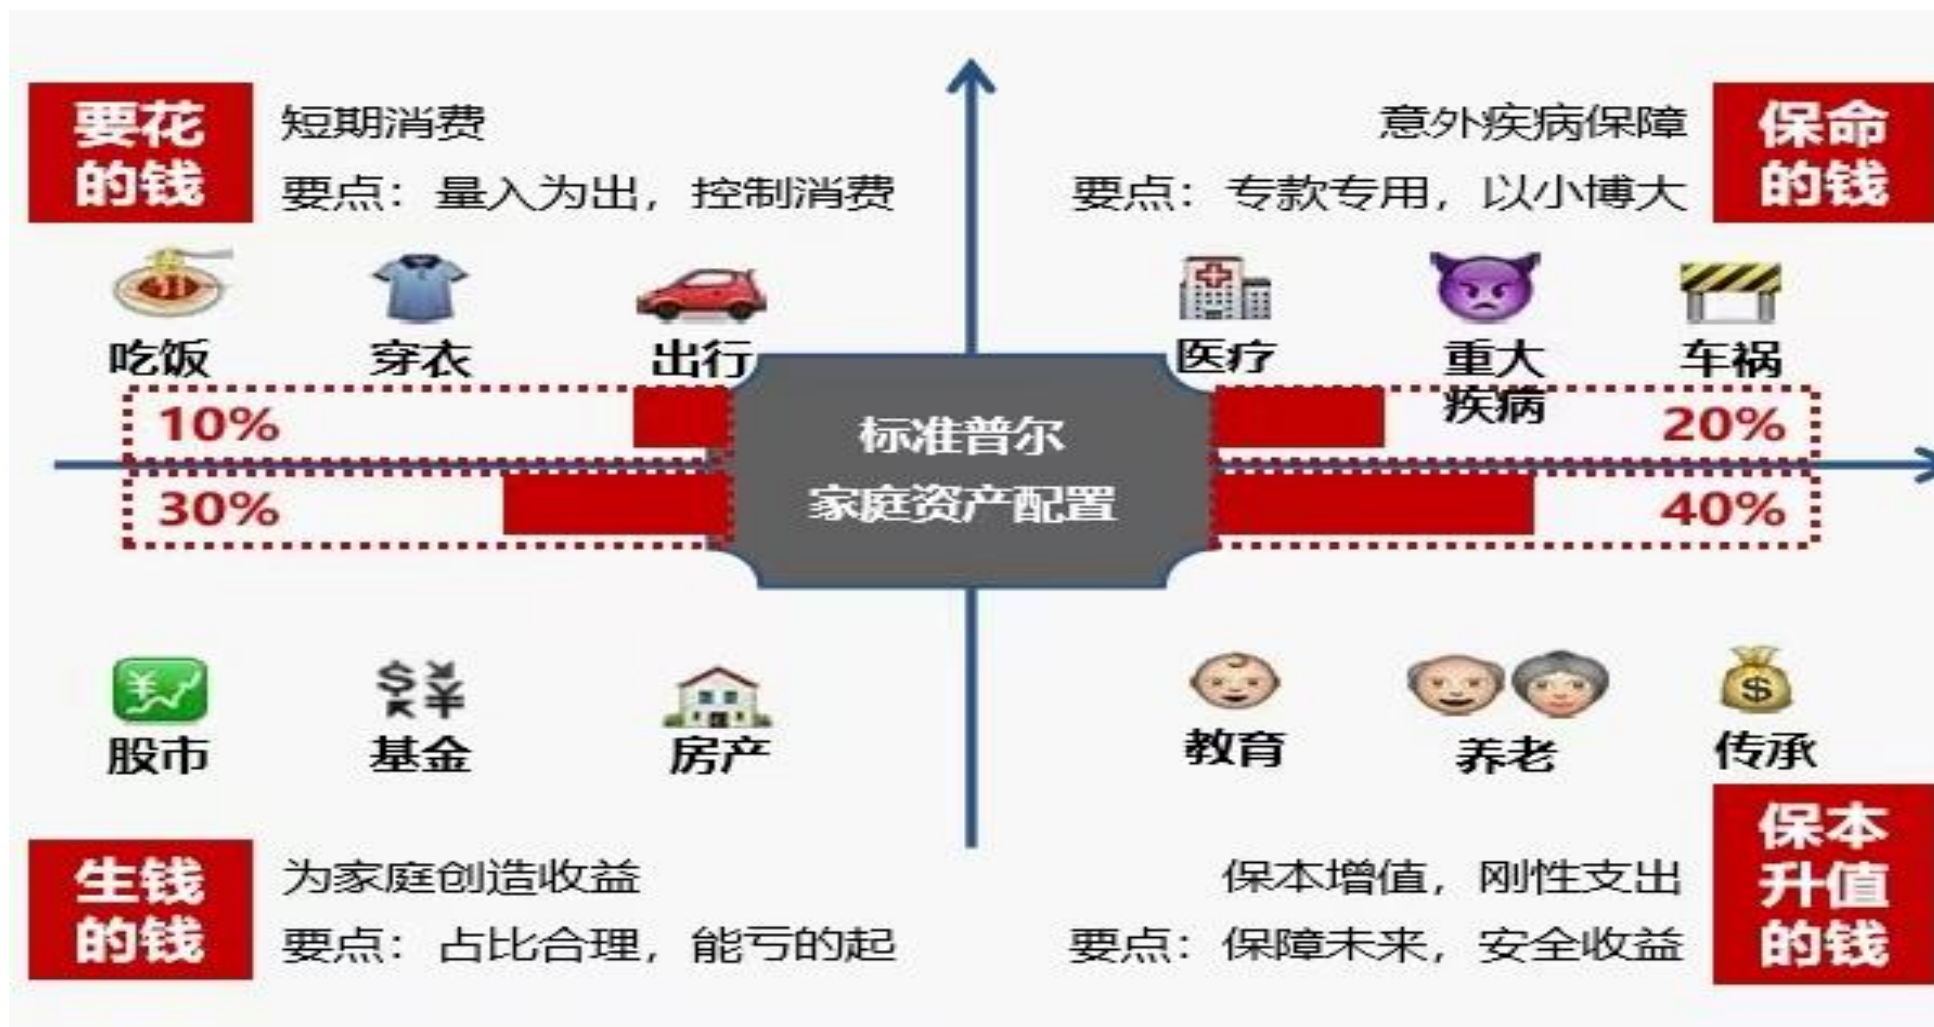 要花
的钱
短期消费
要点：量入为出，控制消费
吃饭
穿衣
出行
10%
意外疾病保障
要点：专款专用，以小博大
保命
的钱
医疗
重大
疾病
车祸
20%
标准普尔
家庭资产配置
30%
股市
基金
房产
生钱
的钱
为家庭创造收益
要点：占比合理，能亏的起
40%
教育
养老
传承
保本增值，刚性支出
要点：保障未来，安全收益
保本
升值
的钱